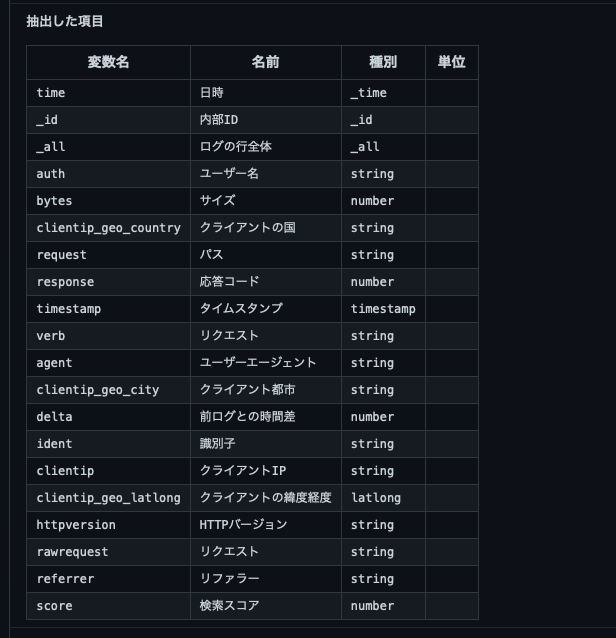 抽出した項目
変数名 名前 種別 単位
time 日時 _time
_id 内部ID _id
_all ログの行全体 _all
auth ユーザー名 string
bytes サイズ number
clientip_geo_country クライアントの国 string
request パス string
response 応答コード number
timestamp タイムスタンプ timestamp
verb リクエスト string
agent ユーザーエージェント string
clientip_geo_city クライアント都市 string
delta 前ログとの時間差 number
ident 識別子 string
clientip クライアントIP string
clientip_geo_latlong クライアントの緯度経度 latlong
httpversion HTTPバージョン string
rawrequest リクエスト string
referrer リファラー string
score 検索スコア number